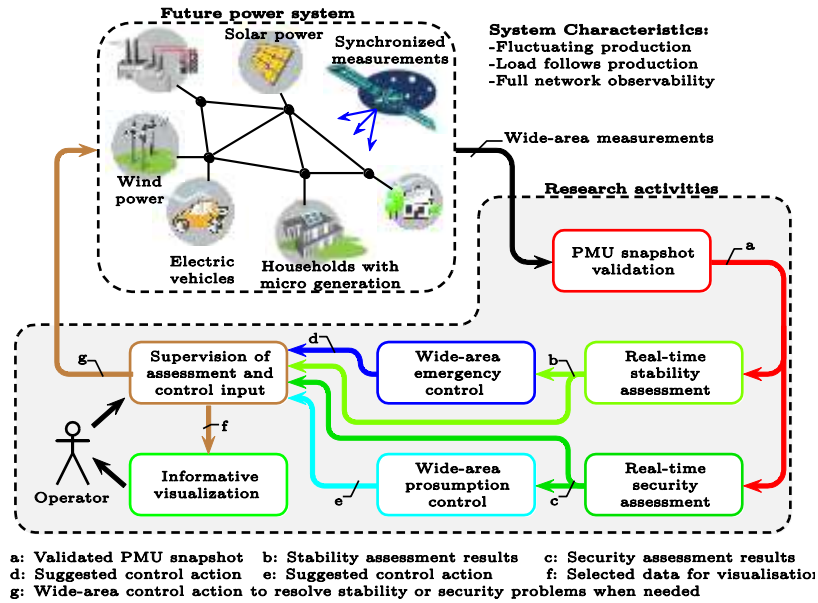 Future power system
Solar power
Synchronized
measurements
System Characteristics:
-Fluctuating production
-Load follows production
-Full network observability
Wide-area measurements
Wind
power
Electric
vehicles
Households with
micro generation
Research activities
PMU snapshot
validation
a
g
Supervision of
assessment and
control input
d
Wide-area
emergency
control
b
Real-time
stability
assessment
f
Operator
Informative
visualization
e
Wide-area
prosumption
control
c
Real-time
security
assessment
a: Validated PMU snapshot b: Stability assessment results c: Security assessment results
d: Suggested control action e: Suggested control action f: Selected data for visualisation
g: Wide-area control action to resolve stability or security problems when needed